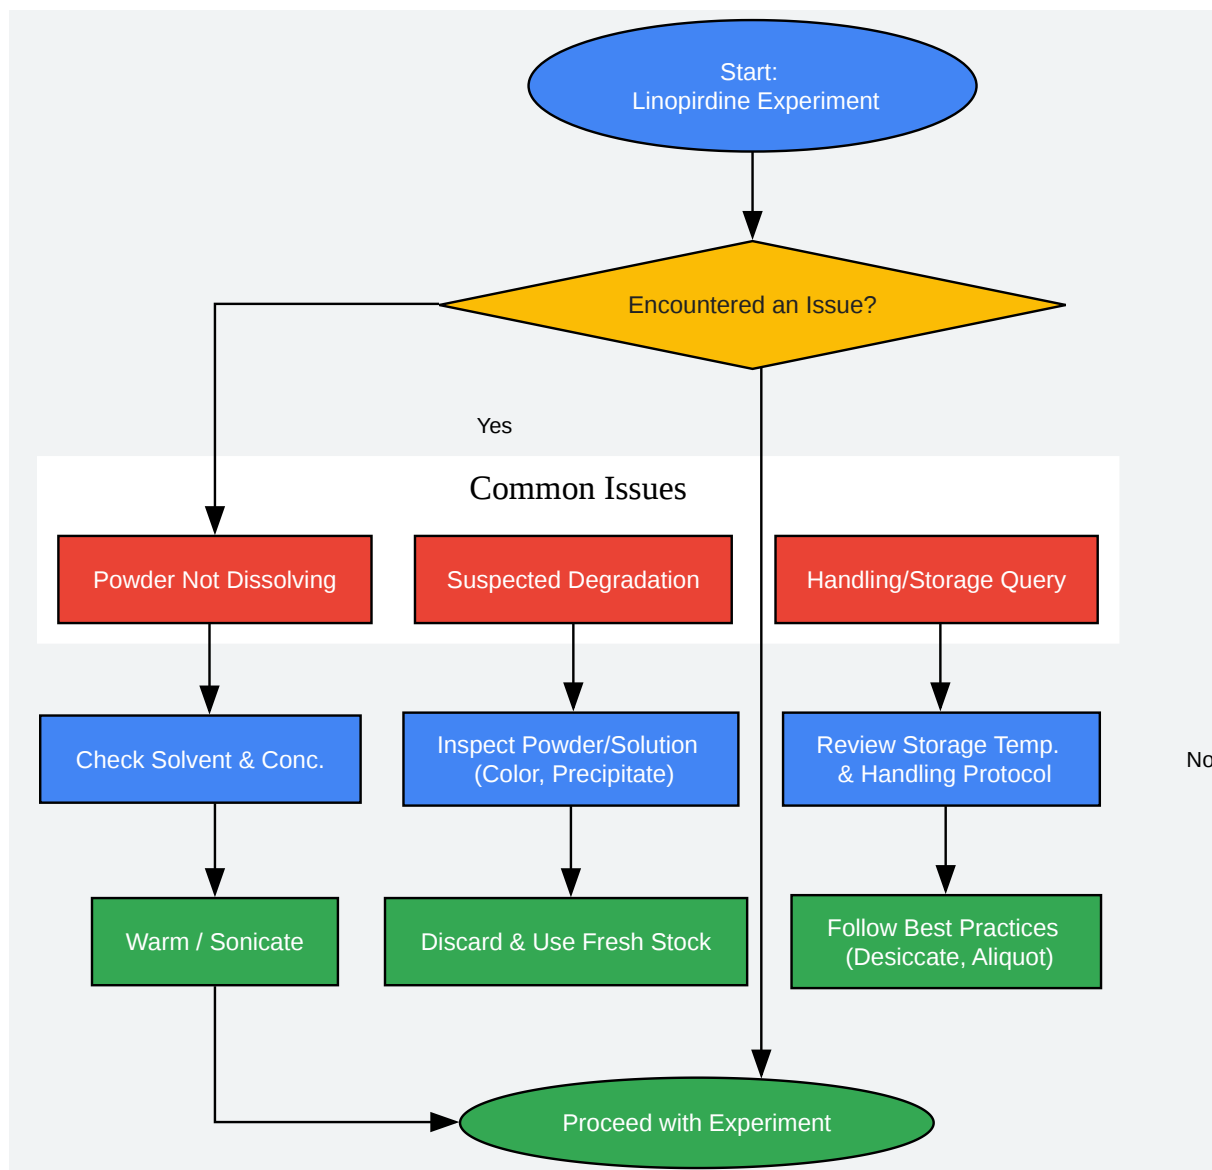 Start:
Linopirdine Experiment
Encountered an Issue?
Yes
Common Issues
Powder Not Dissolving
Suspected Degradation
Handling/Storage Query
Check Solvent & Conc.
Inspect Powder/Solution
(Color, Precipitate)
Review Storage Temp.
& Handling Protocol
No
Warm / Sonicate
Discard & Use Fresh Stock
Follow Best Practices
(Desiccate, Aliquot)
Proceed with Experiment